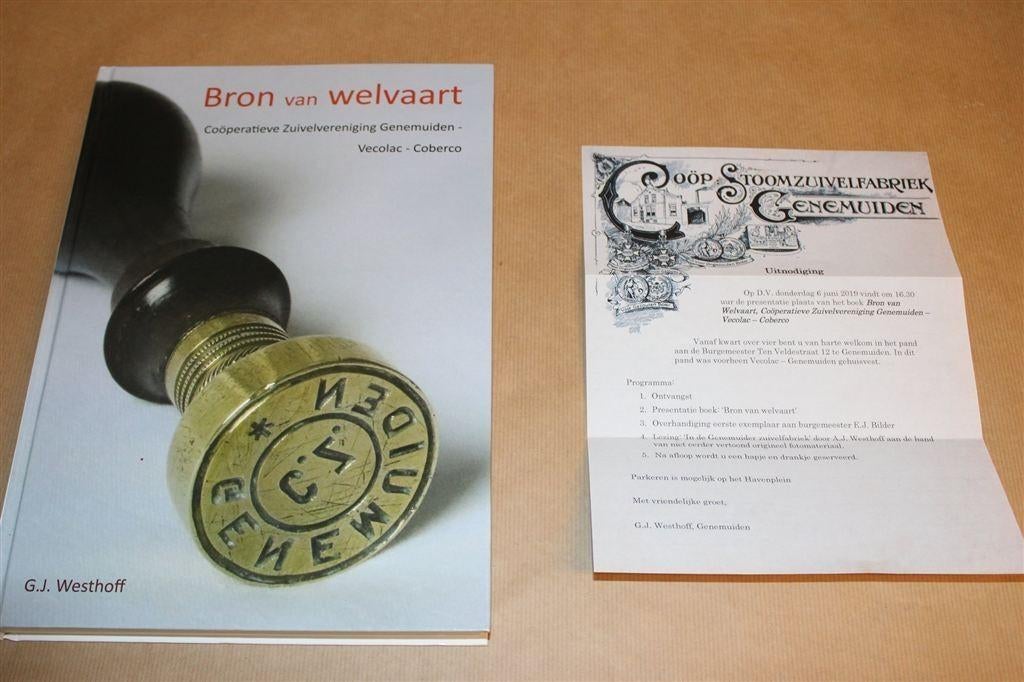 Bron van welvaart
Coöperatieve Zuivelvereniging Genemuiden -
Vecolac - Coberco
GENEMUIDEN *
C.Z.
G.J. Westhoff
COÖP. STOOMZUIVELFABRIEK
GENEMUIDEN
Uitnodiging
Op D.V. donderdag 6 juni 2019 vindt om 16.30
uur de presentatie plaats van het boek Bron van
Welvaart, Coöperatieve Zuivelvereniging Genemuiden –
Vecolac – Coberco
Vanaf kwart over vier bent u van harte welkom in het pand
aan de Burgemeester Ten Veldestraat 12 te Genemuiden. In dit
pand was voorheen Vecolac – Genemuiden gehuisvest.
Programma:
1. Ontvangst
2. Presentatie boek: 'Bron van welvaart'
3. Overhandiging eerste exemplaar aan burgemeester E.J. Bilder
4. Lezing: 'In de Genemuider zuivelfabriek' door A.J. Westhoff aan de hand
van niet eerder vertoond origineel fotomateriaal.
5. Na afloop wordt u een hapje en drankje geserveerd.
Parkeren is mogelijk op het Havenplein
Met vriendelijke groet,
G.J. Westhoff, Genemuiden